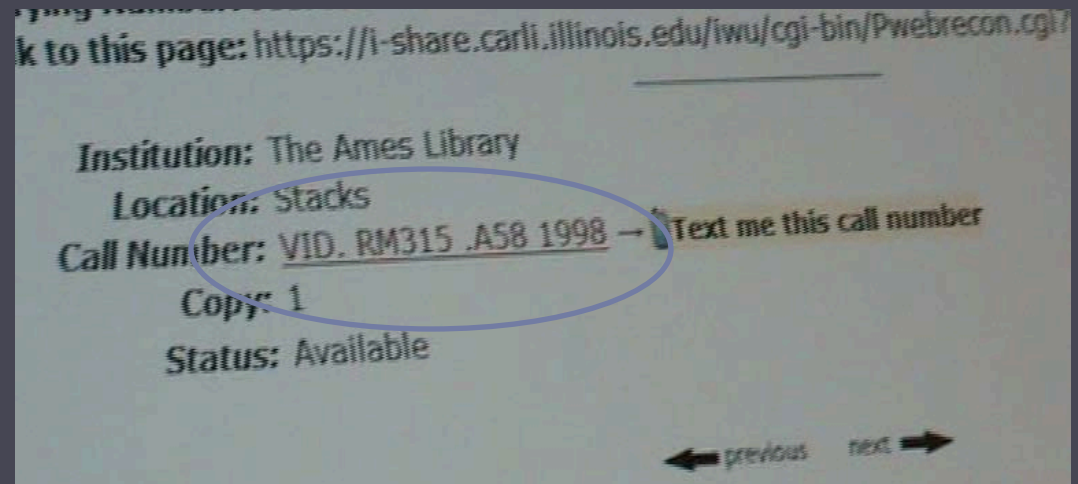 k to this page: https://i-share.carli.illinois.edu/iwu/cgi-bin/Pwebrecon.cgi?
Institution: The Ames Library
Location: Stacks
Call Number: VID. RM315 .A58 1998 → Text me this call number
Copy: 1
Status: Available
previous next